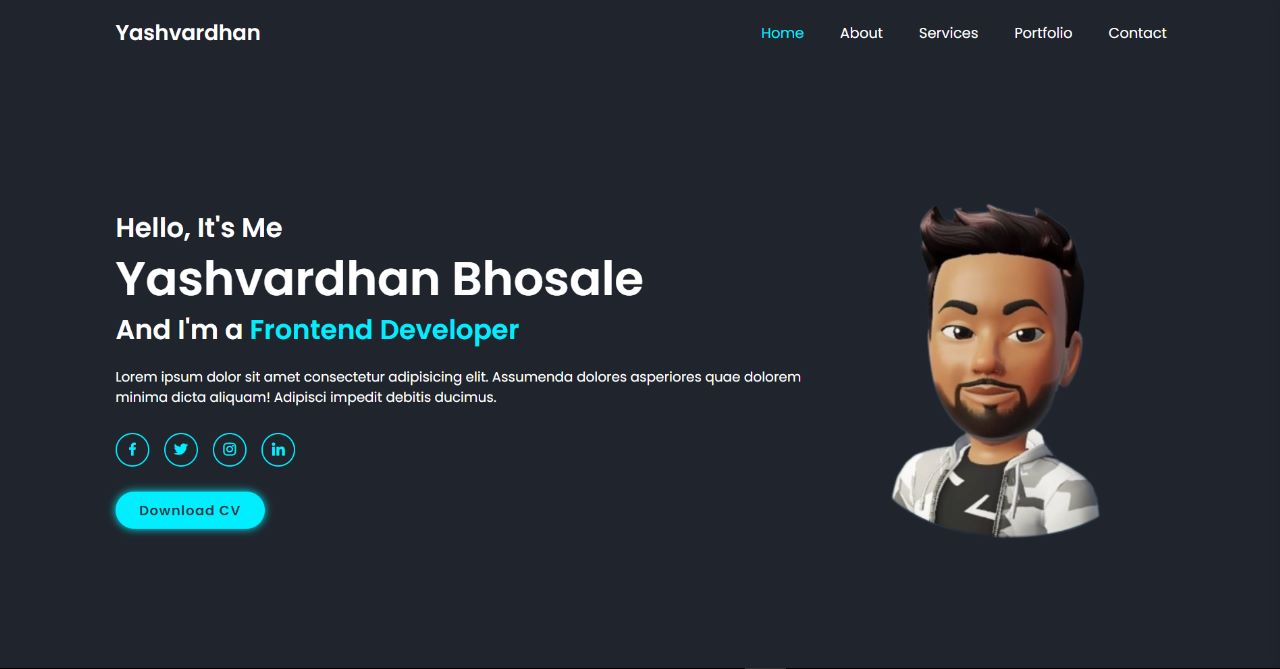 Yashvardhan
Home About Services Portfolio Contact
Hello, It's Me
Yashvardhan Bhosale
And I'm a Frontend Developer
Lorem ipsum dolor sit amet consectetur adipisicing elit. Assumenda dolores asperiores quae dolorem
minima dicta aliquam! Adipisci impedit debitis ducimus.
Download CV